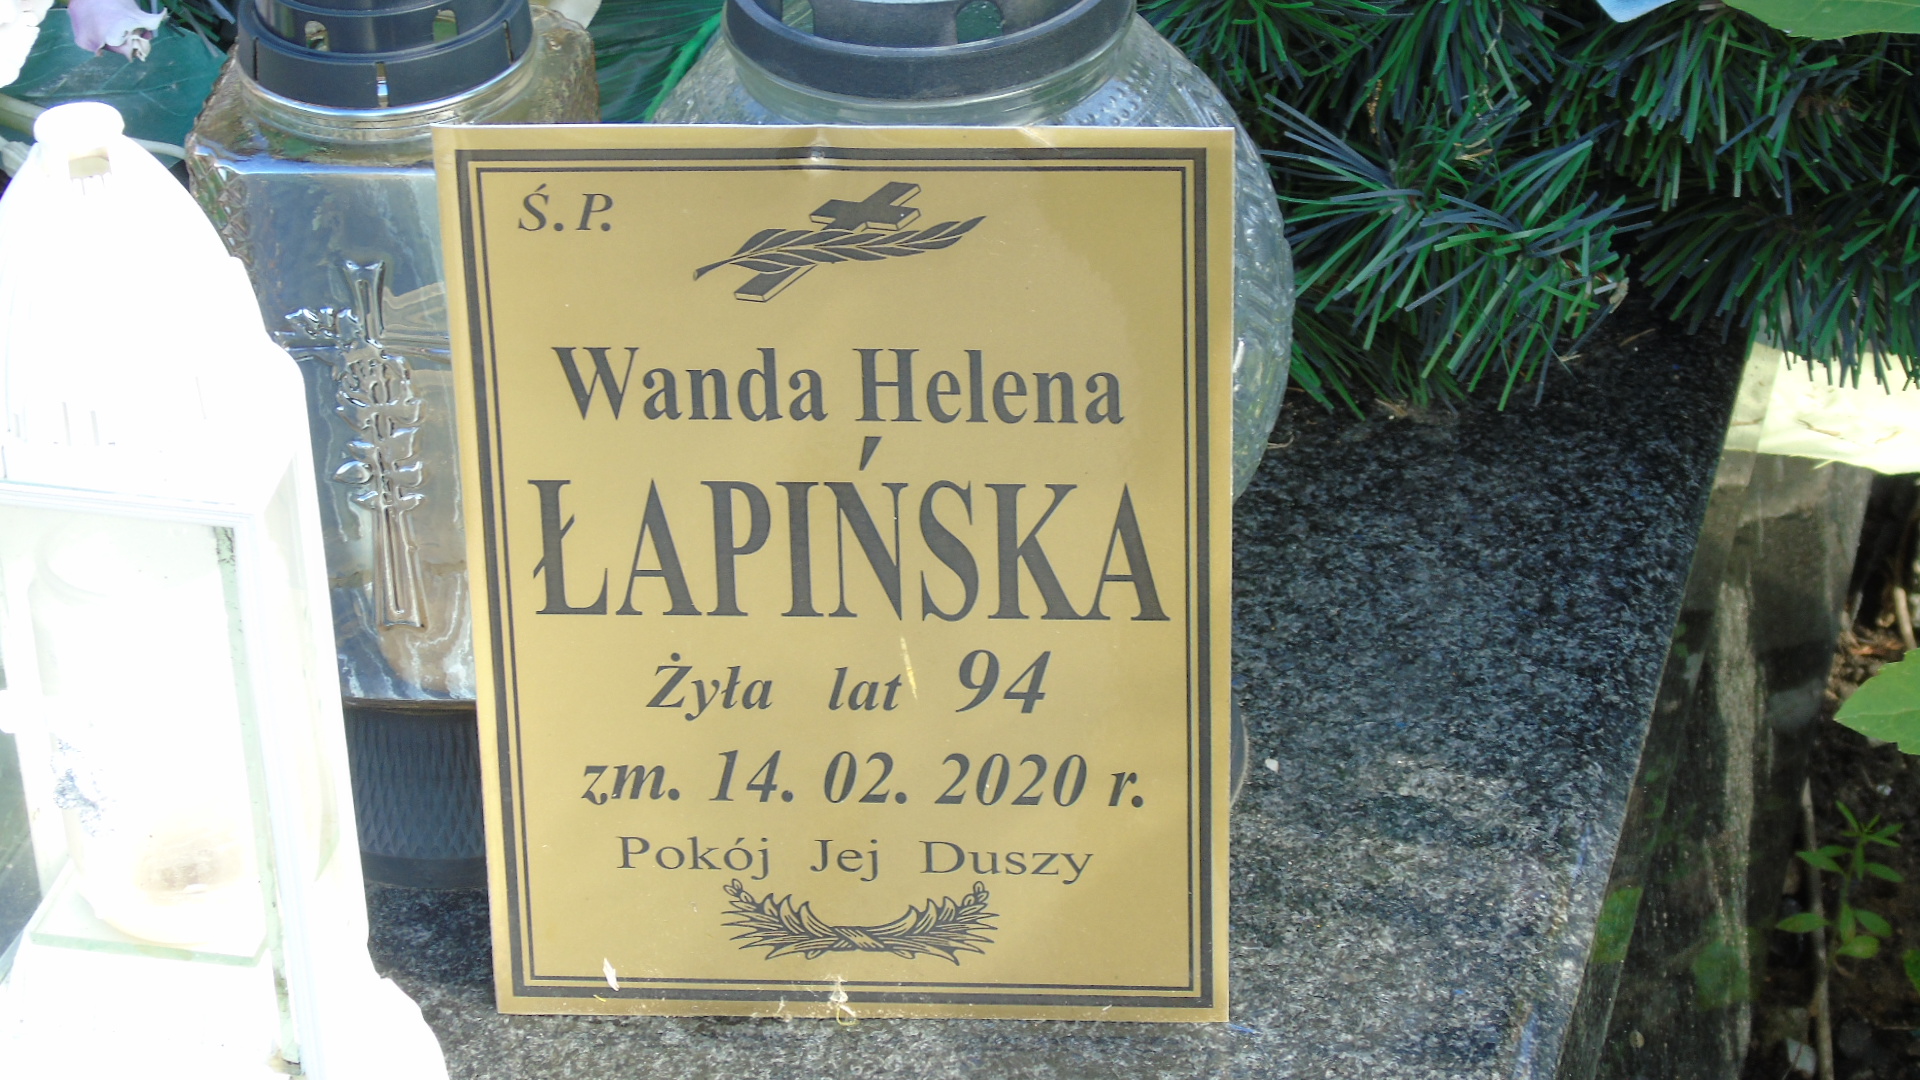 Ś.P.
Wanda Helena
ŁAPIŃSKA
Żyła lat 94
zm. 14. 02. 2020 r.
Pokój Jej Duszy